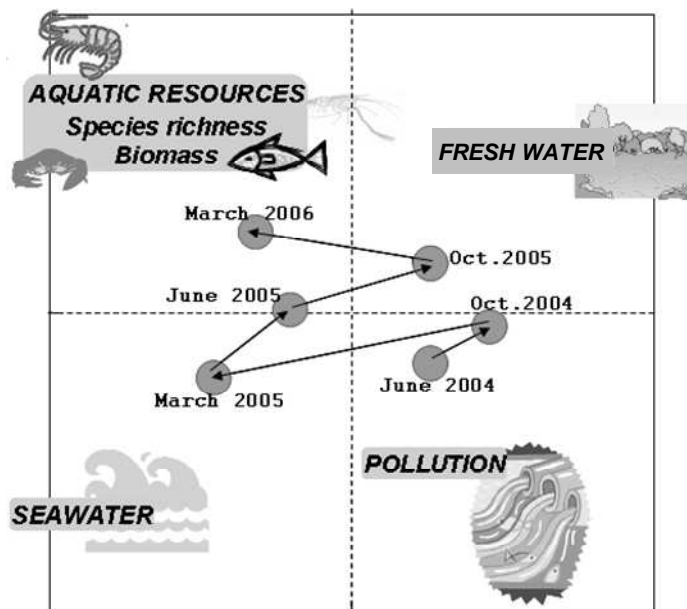 AQUATIC RESOURCES
Species richness
Biomass
FRESH WATER
March 2006
Oct.2005
June 2005
Oct.2004
June 2004
March 2005
POLLUTION
SEAWATER